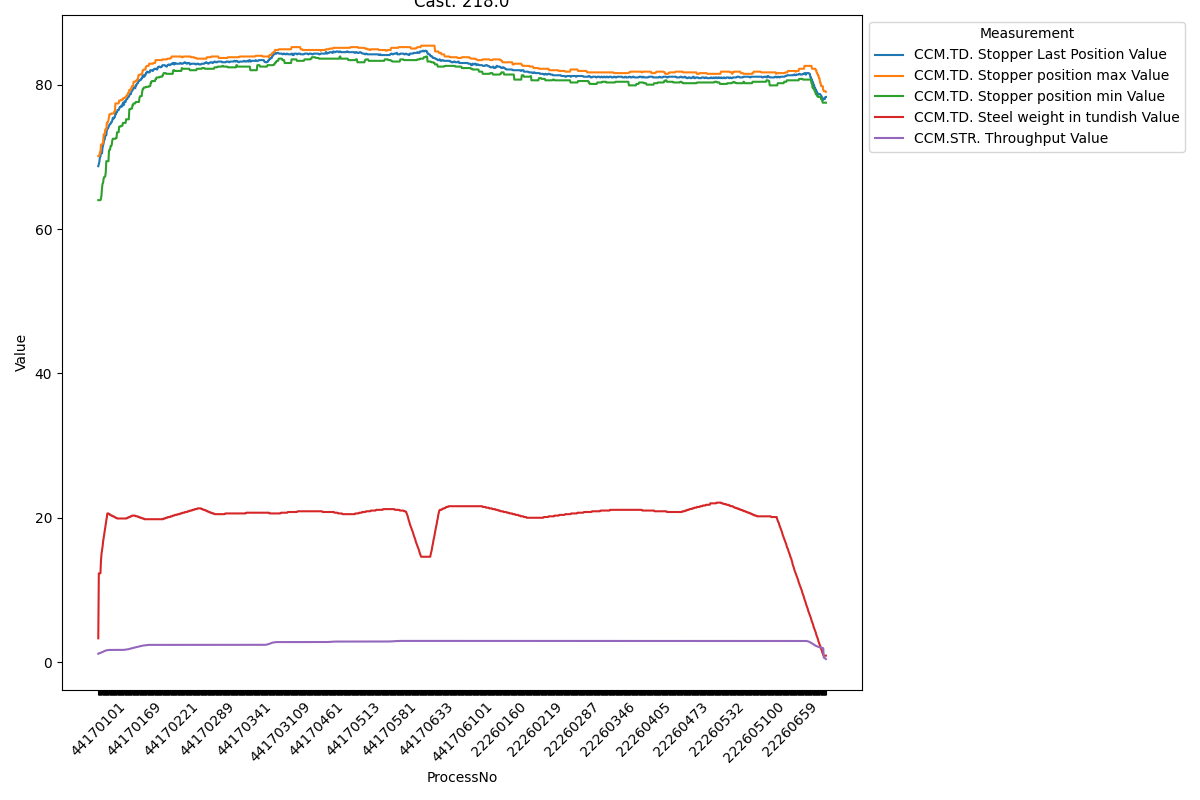 Cast: 218.0
Measurement
CCM.TD. Stopper Last Position Value
CCM.TD. Stopper position max Value
CCM.TD. Stopper position min Value
CCM.TD. Steel weight in tundish Value
CCM.STR. Throughput Value
Value
80
60
40
20
0
44170101
44170169
44170221
44170289
44170341
441703109
44170461
44170513
44170581
44170633
441706101
22260160
22260219
22260287
22260346
22260405
22260473
22260532
222605100
22260659
ProcessNo